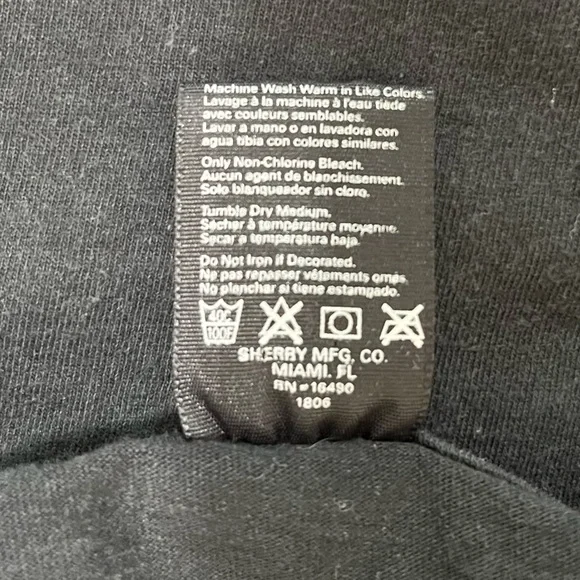 Machine Wash Warm in Like Colors.
Lavage à la machine à l'eau tiède
avec couleurs semblables.
Lavar a mano o en lavadora con
agua tibia con colores similares.
Only Non-Chlorine Bleach.
Aucun agent de blanchissement.
Solo blanqueador sin cloro.
Tumble Dry Medium.
Sécher à température moyenne.
Secar a temperatura baja.
Do Not Iron if Decorated.
Ne pas repasser vêtements ornés
No planchar si tiene estampado.
40C
100F
SHERRY MFG. CO.
MIAMI. FL
RN#16490
1806